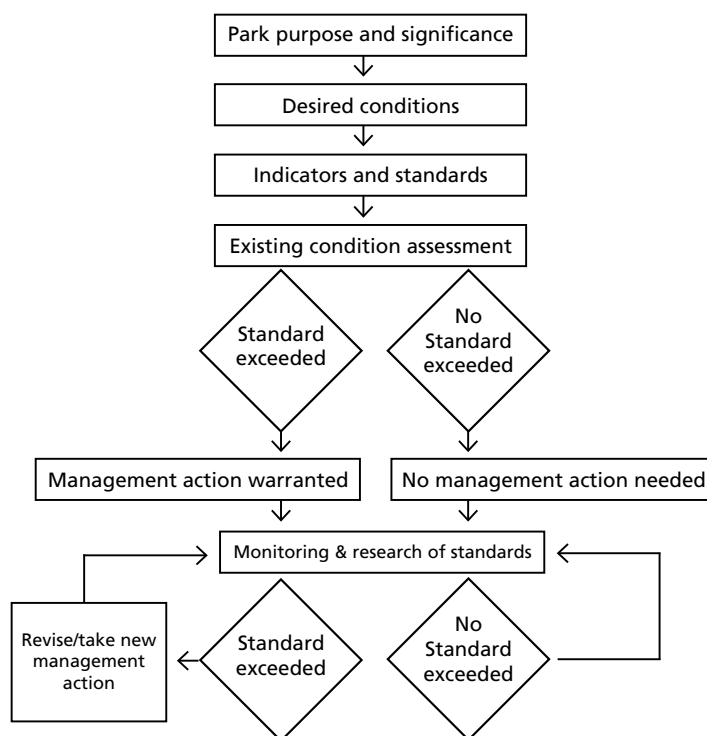 Park purpose and significance
Desired conditions
Indicators and standards
Existing condition assessment
Standard
exceeded
No
Standard
exceeded
Management action warranted
No management action needed
Monitoring & research of standards
Revise/take new
management
action
Standard
exceeded
No
Standard
exceeded